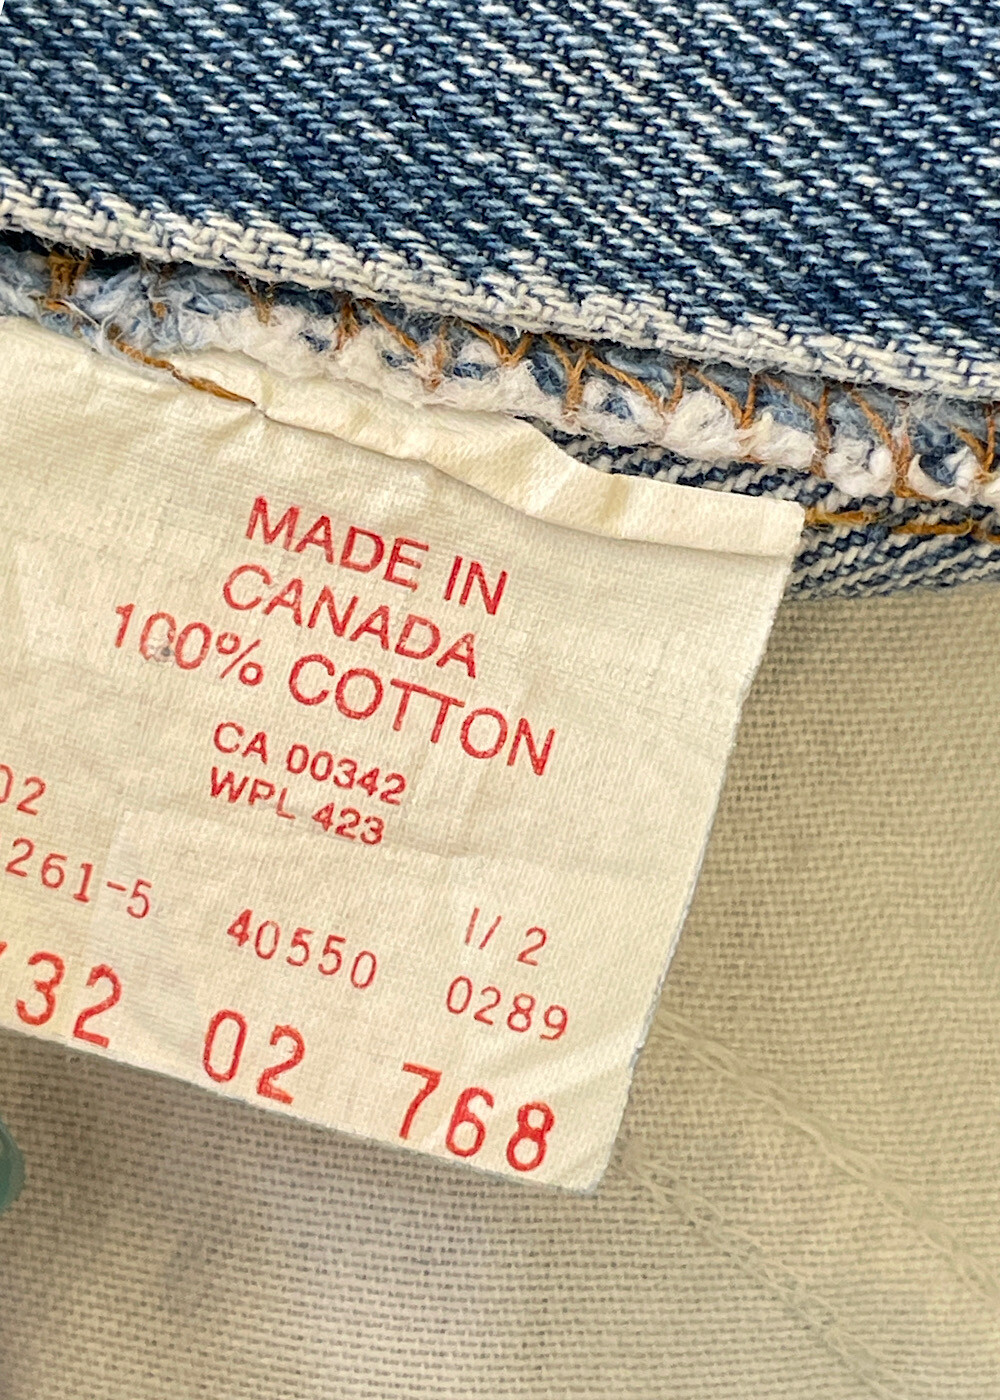 MADE IN
CANADA
100% COTTON
CA 00342
WPL 423
02
261-5 40550 1/ 2
0289
32 02 768